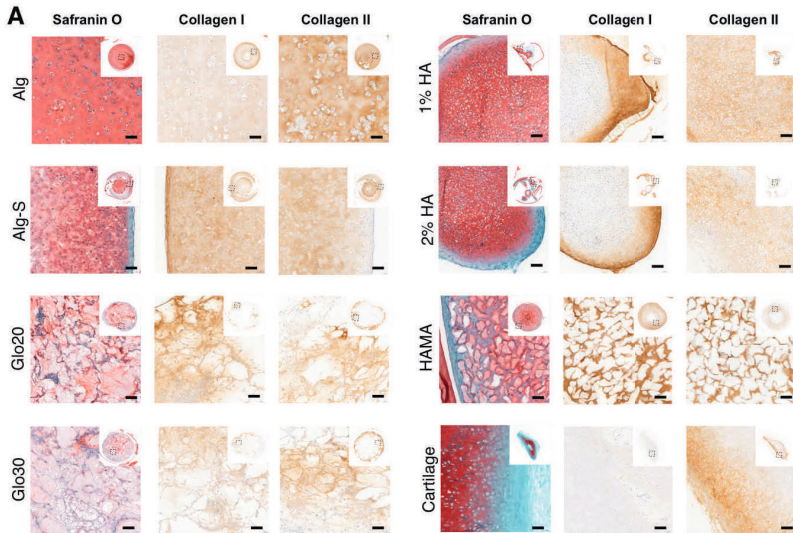 A
Safranin O Collagen I Collagen II
Alg
Alg-S
Glo20
Glo30
Safranin O Collagen I Collagen II
1% HA
2% HA
HAMA
Cartilage